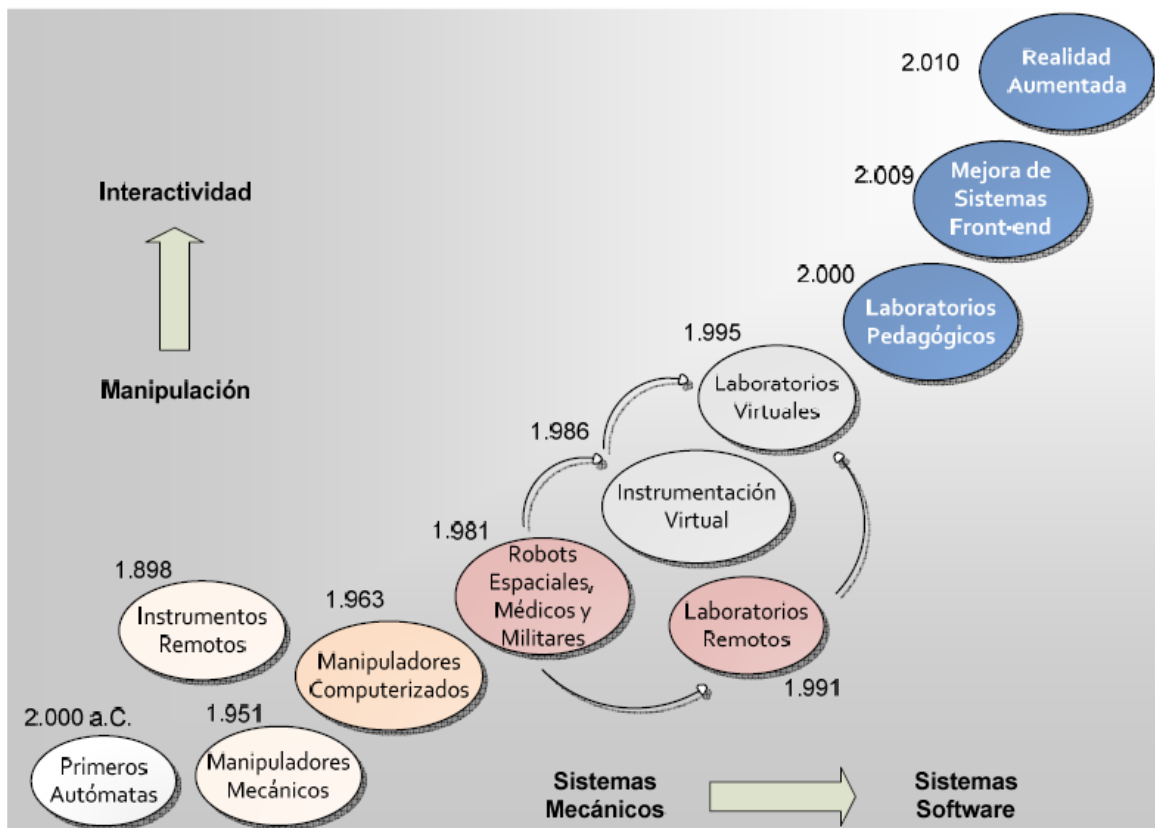 2.010
Realidad
Aumentada
2.009
Mejora de
Sistemas
Front-end
Interactividad
2.000
Laboratorios
Pedagógicos
1.995
Manipulación
Laboratorios
Virtuales
1.986
Instrumentación
Virtual
1.981
Robots
Espaciales,
Médicos y
Militares
1.898
Instrumentos
Remotos
1.963
Manipuladores
Computerizados
Laboratorios
Remotos
1.991
2.000 a.C.
Primeros
Autómatas
1.951
Manipuladores
Mecánicos
Sistemas
Mecánicos
Sistemas
Software